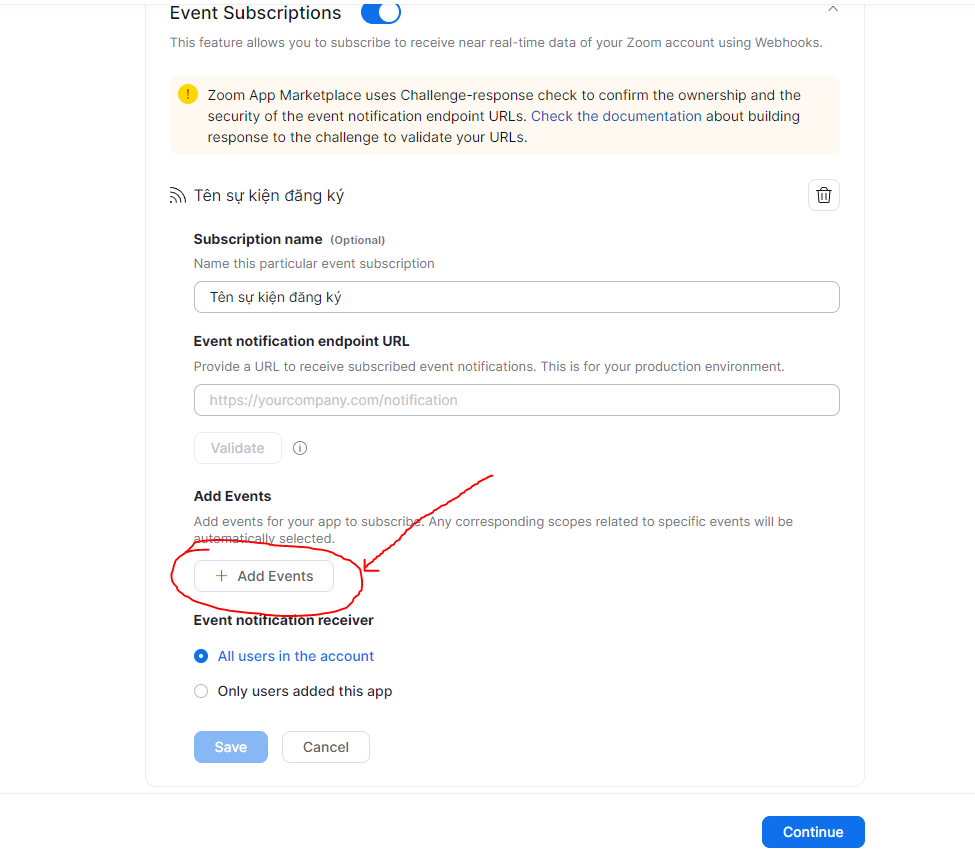 Event Subscriptions
This feature allows you to subscribe to receive near real-time data of your Zoom account using Webhooks.
Zoom App Marketplace uses Challenge-response check to confirm the ownership and the
security of the event notification endpoint URLs. Check the documentation about building
response to the challenge to validate your URLs.
Tên sự kiện đăng ký
Subscription name (Optional)
Name this particular event subscription
Tên sự kiện đăng ký
Event notification endpoint URL
Provide a URL to receive subscribed event notifications. This is for your production environment.
https://yourcompany.com/notification
Validate
Add Events
Add events for your app to subscribe. Any corresponding scopes related to specific events will be
automatically selected.
+ Add Events
Event notification receiver
All users in the account
Only users added this app
Save Cancel
Continue